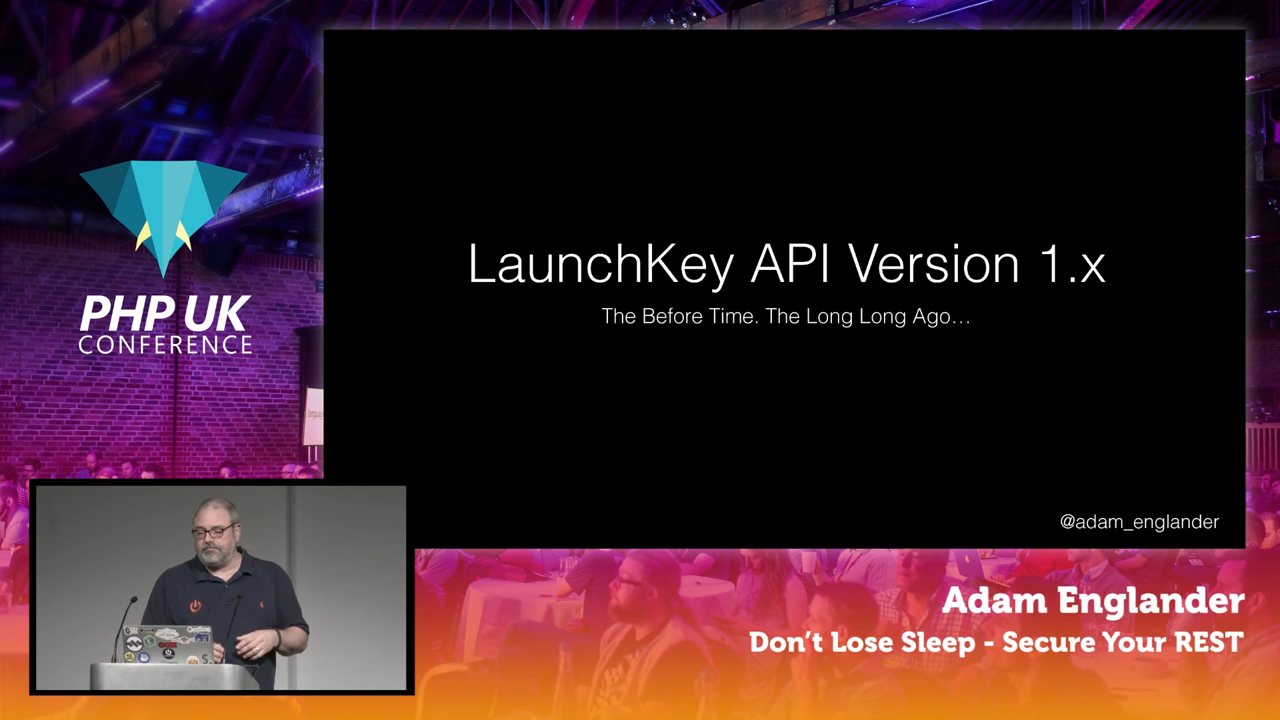 LaunchKey API Version 1.x
The Before Time. The Long Long Ago…
@adam_englander
PHP UK
CONFERENCE
Adam Englander
Don't Lose Sleep - Secure Your REST